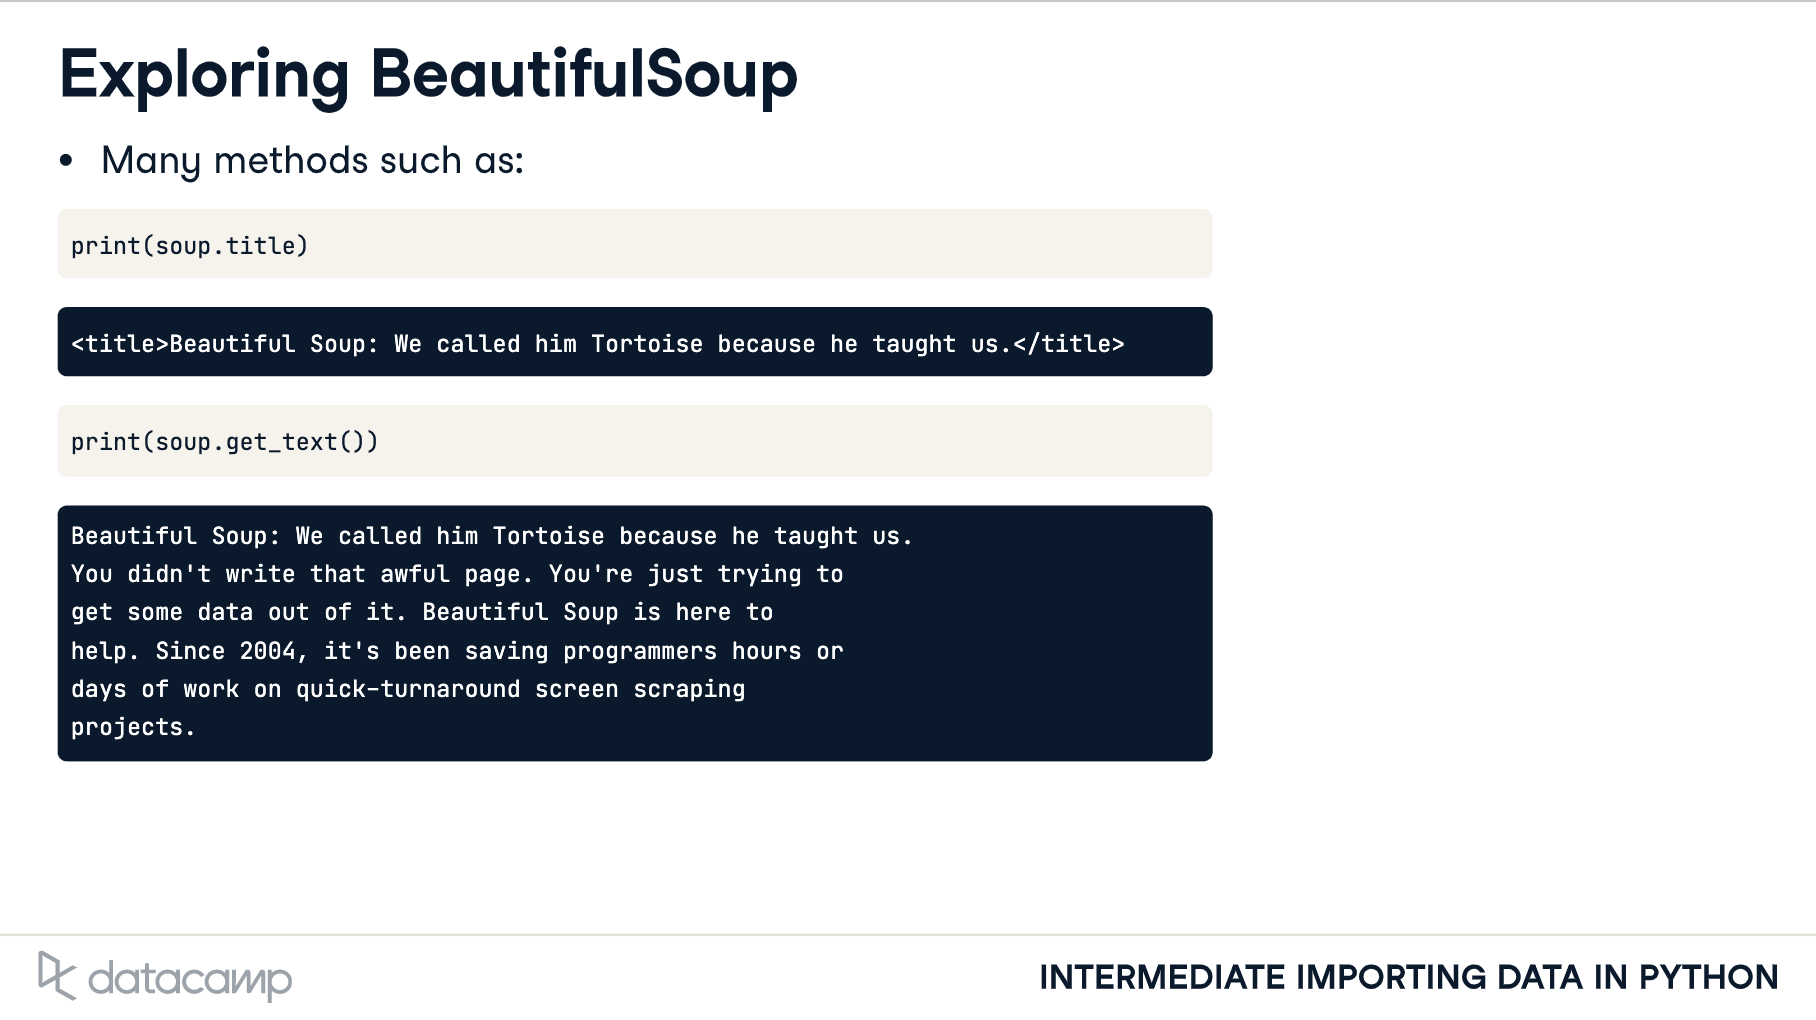 Exploring BeautifulSoup
• Many methods such as:
print(soup.title)
<title>Beautiful Soup: We called him Tortoise because he taught us.</title>
print(soup.get_text())
Beautiful Soup: We called him Tortoise because he taught us.
You didn't write that awful page. You're just trying to
get some data out of it. Beautiful Soup is here to
help. Since 2004, it's been saving programmers hours or
days of work on quick-turnaround screen scraping
projects.
datacamp
INTERMEDIATE IMPORTING DATA IN PYTHON